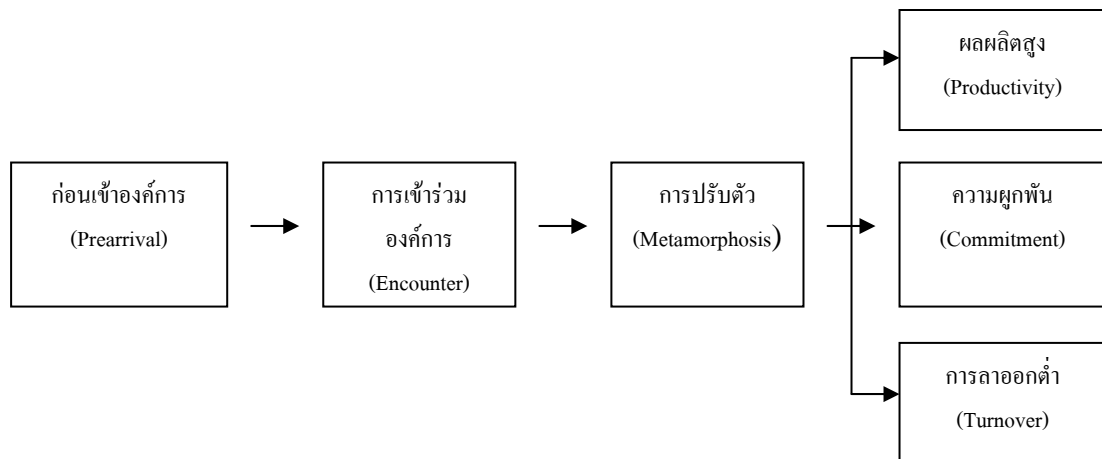 ก่อนเข้าองค์การ
(Prearrival)
การเข้าร่วม
องค์การ
(Encounter)
การปรับตัว
(Metamorphosis)
ผลผลิตสูง
(Productivity)
ความผูกพัน
(Commitment)
การลาออกต่ำ
(Turnover)